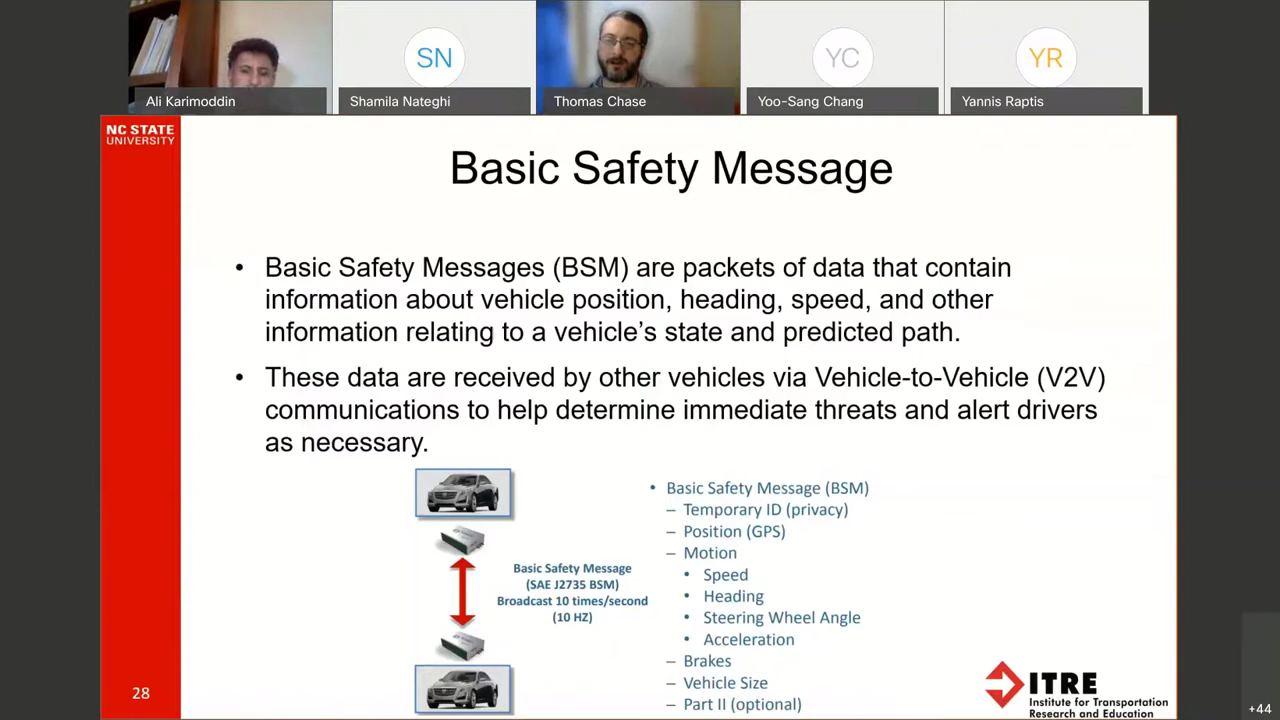 SN
YC
YR
Ali Karimoddin
Shamila Nateghi
Thomas Chase
Yoo-Sang Chang
Yannis Raptis
NC STATE
UNIVERSITY
Basic Safety Message
• Basic Safety Messages (BSM) are packets of data that contain
information about vehicle position, heading, speed, and other
information relating to a vehicle's state and predicted path.
• These data are received by other vehicles via Vehicle-to-Vehicle (V2V)
communications to help determine immediate threats and alert drivers
as necessary.
Basic Safety Message
(SAE J2735 BSM)
Broadcast 10 times/second
(10 HZ)
• Basic Safety Message (BSM)
– Temporary ID (privacy)
– Position (GPS)
– Motion
• Speed
• Heading
• Steering Wheel Angle
• Acceleration
– Brakes
– Vehicle Size
– Part II (optional)
28
ITRE
Institute for Transportation
Research and Education
+44